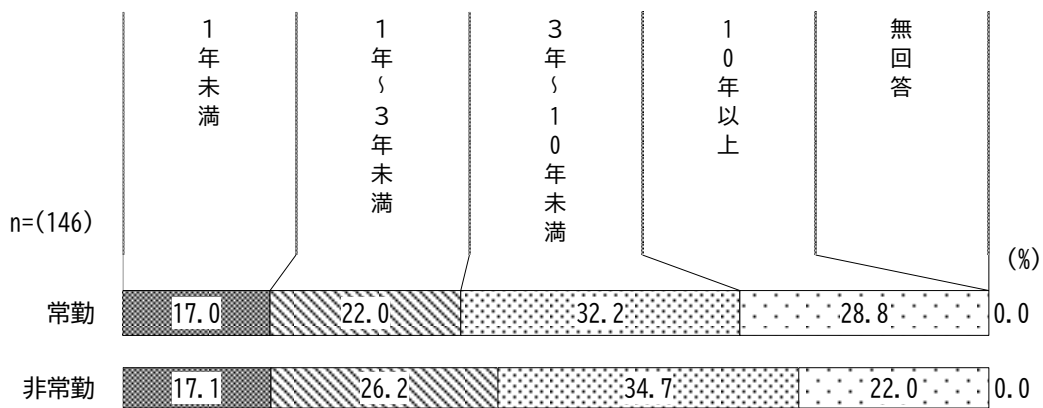 1年未満
1年~3年未満
3年~10年未満
10年以上
無回答
n=(146)
(%)
常勤 17.0 22.0 32.2 28.8 0.0
非常勤 17.1 26.2 34.7 22.0 0.0